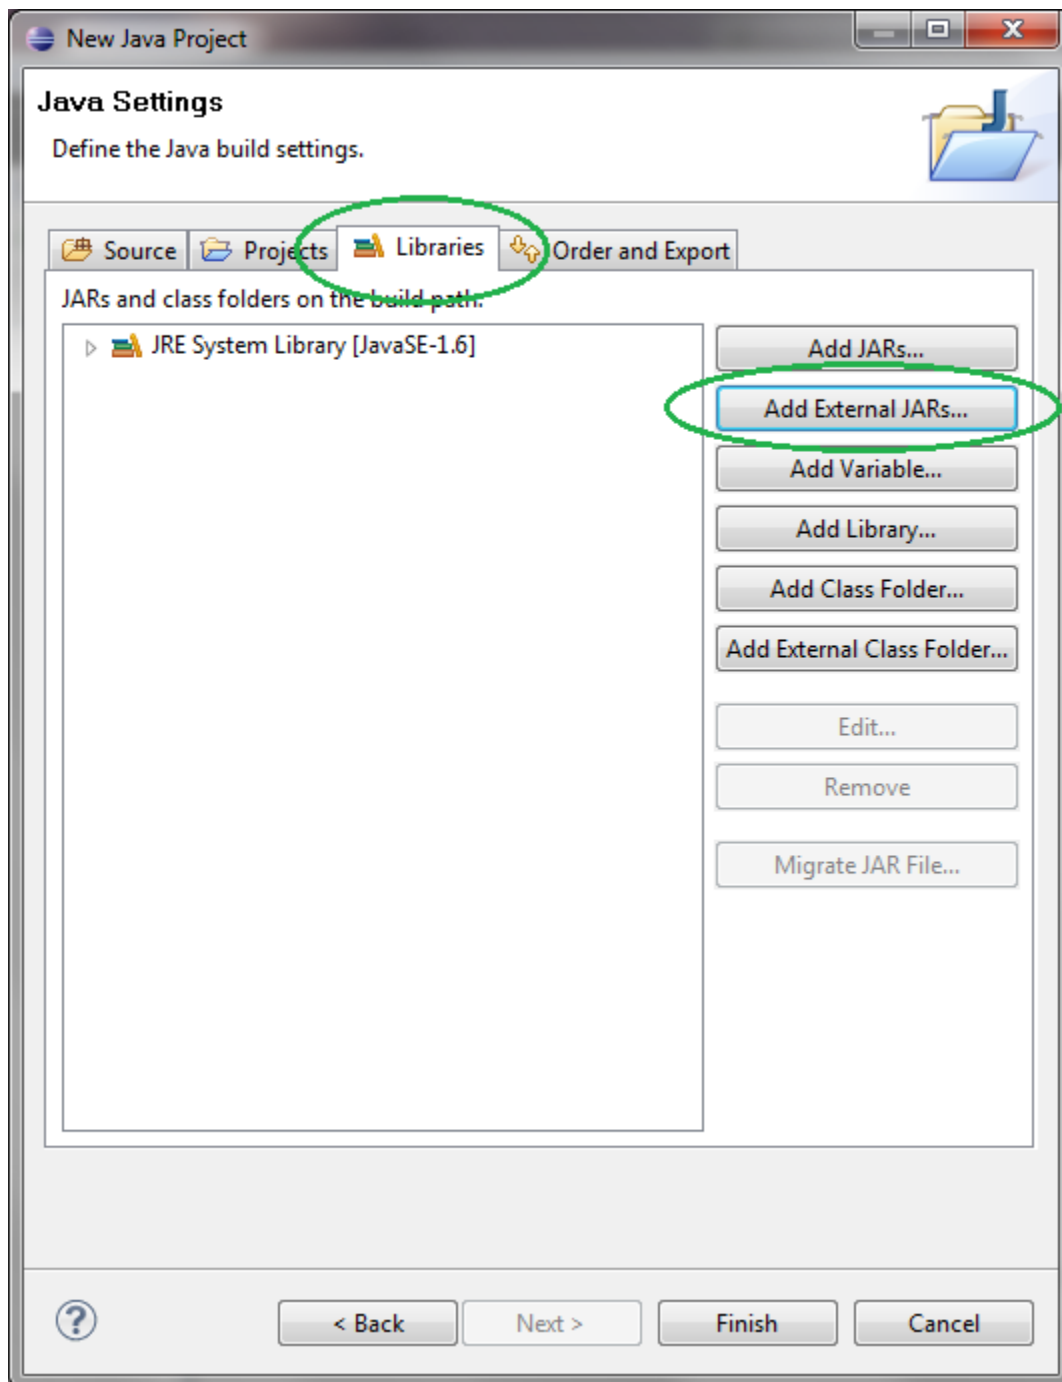 New Java Project
Java Settings
Define the Java build settings.
Source Projects Libraries Order and Export
JARs and class folders on the build path:
JRE System Library [JavaSE-1.6]
Add JARs...
Add External JARs...
Add Variable...
Add Library...
Add Class Folder...
Add External Class Folder...
Edit...
Remove
Migrate JAR File...
? < Back Next > Finish Cancel